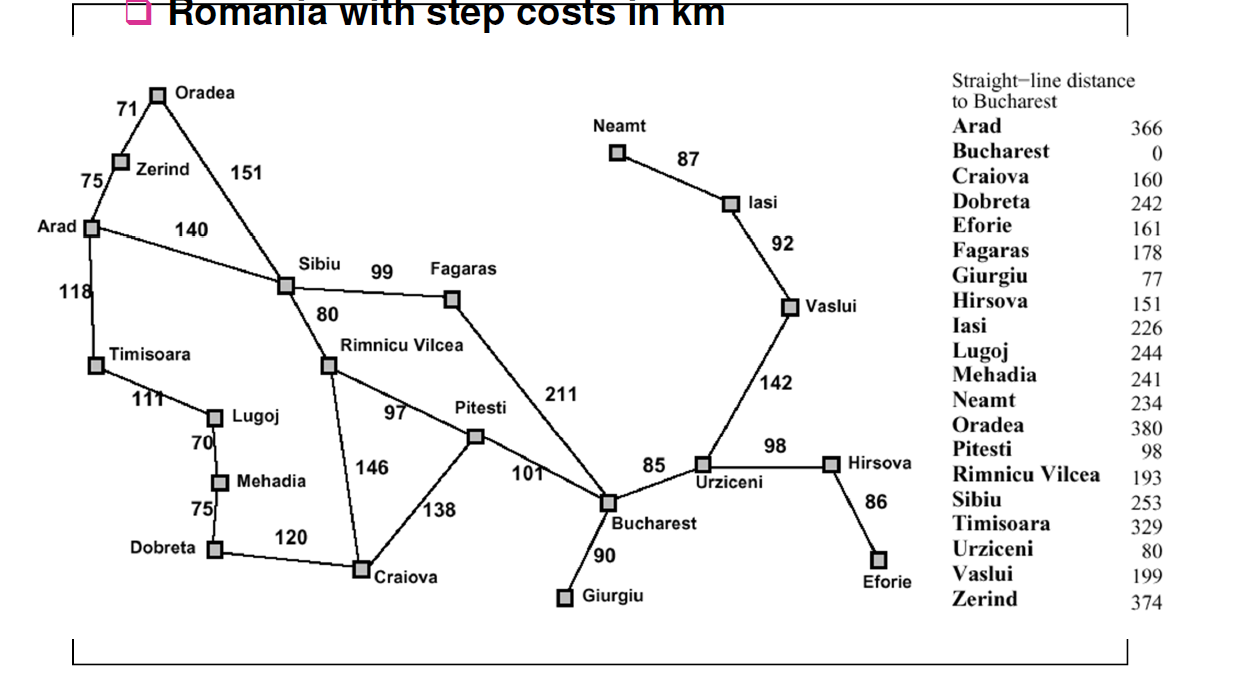 Romania with step costs in km
Oradea
71
Neamt
87
Zerind
151
75
Iasi
Arad
140
92
Sibiu
99
Fagaras
118
80
Vaslui
Timisoara
Rimnicu Vilcea
142
111
211
Lugoj
97
Pitesti
70
98
146
85
Hirsova
Mehadia
101
Urziceni
75
138
86
Bucharest
Dobreta
120
90
Craiova
Eforie
Giurgiu
Straight−line distance
to Bucharest
Arad 366
Bucharest 0
Craiova 160
Dobreta 242
Eforie 161
Fagaras 178
Giurgiu 77
Hirsova 151
Iasi 226
Lugoj 244
Mehadia 241
Neamt 234
Oradea 380
Pitesti 98
Rimnicu Vilcea 193
Sibiu 253
Timisoara 329
Urziceni 80
Vaslui 199
Zerind 374